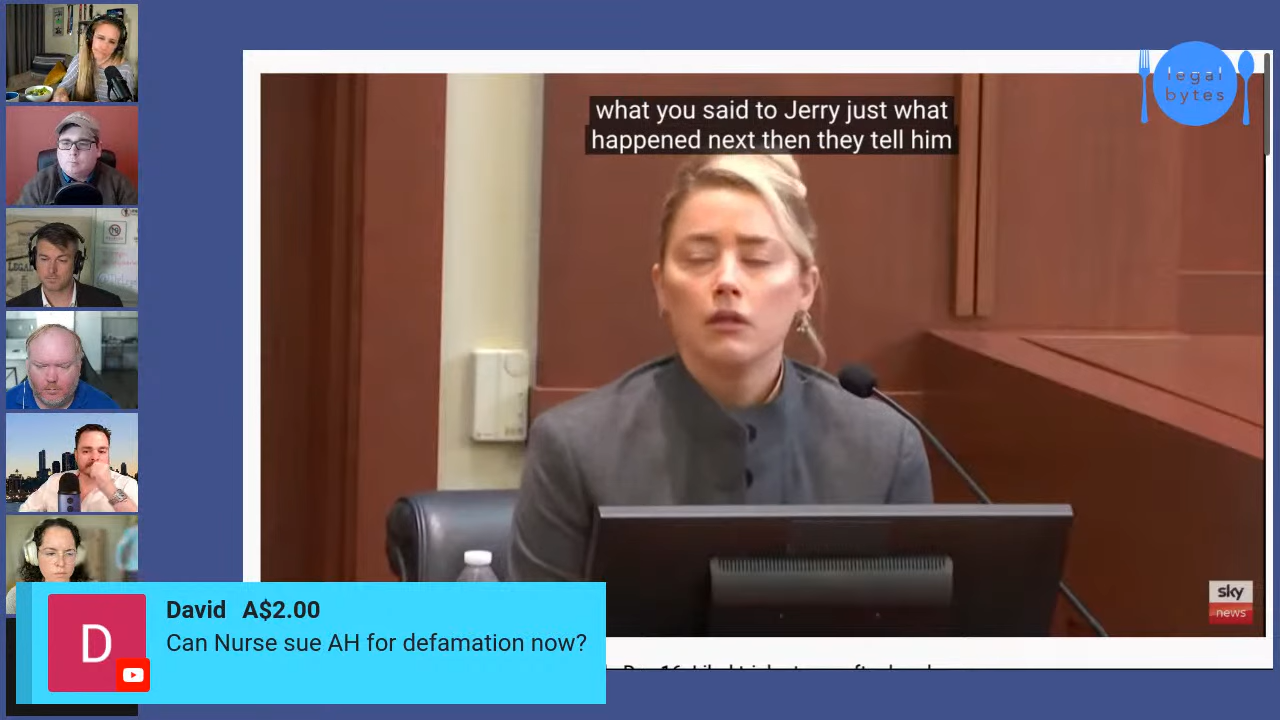 what you said to Jerry just what
happened next then they tell him
legal
bytes
sky
news
David A$2.00
Can Nurse sue AH for defamation now?
D